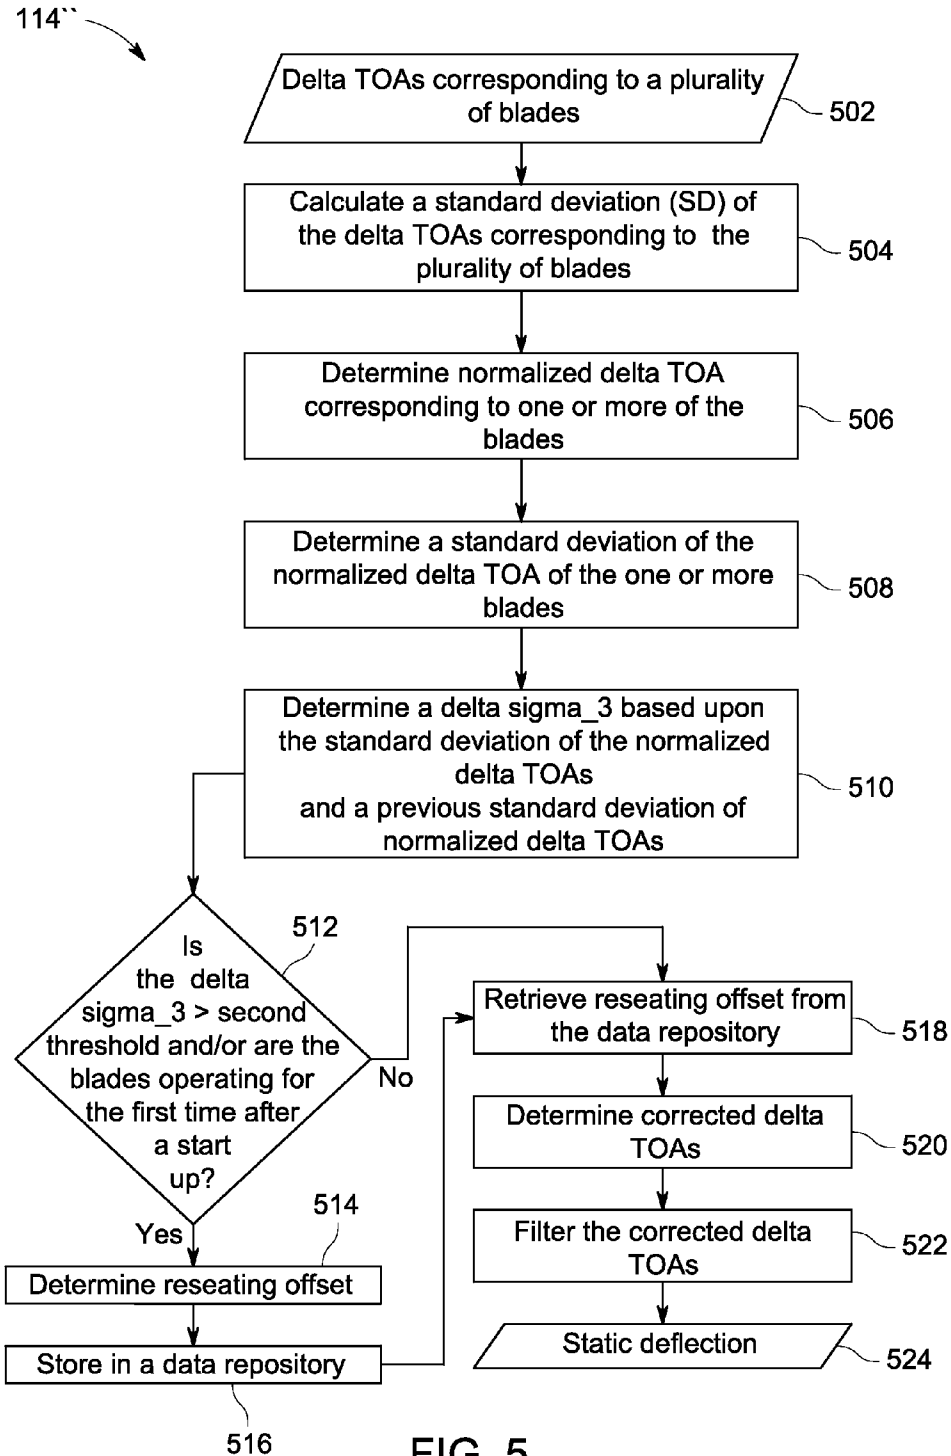 114``
Delta TOAs corresponding to a plurality
of blades
502
Calculate a standard deviation (SD) of
the delta TOAs corresponding to the
plurality of blades
504
Determine normalized delta TOA
corresponding to one or more of the
blades
506
Determine a standard deviation of the
normalized delta TOA of the one or more
blades
508
Determine a delta sigma_3 based upon
the standard deviation of the normalized
delta TOAs
and a previous standard deviation of
normalized delta TOAs
510
512
Is
the delta
sigma_3 > second
threshold and/or are the
blades operating for
the first time after
a start
up?
No
Yes
514
Determine reseating offset
Store in a data repository
516
Retrieve reseating offset from
the data repository
518
Determine corrected delta
TOAs
520
Filter the corrected delta
TOAs
522
Static deflection
524
FIG. 5